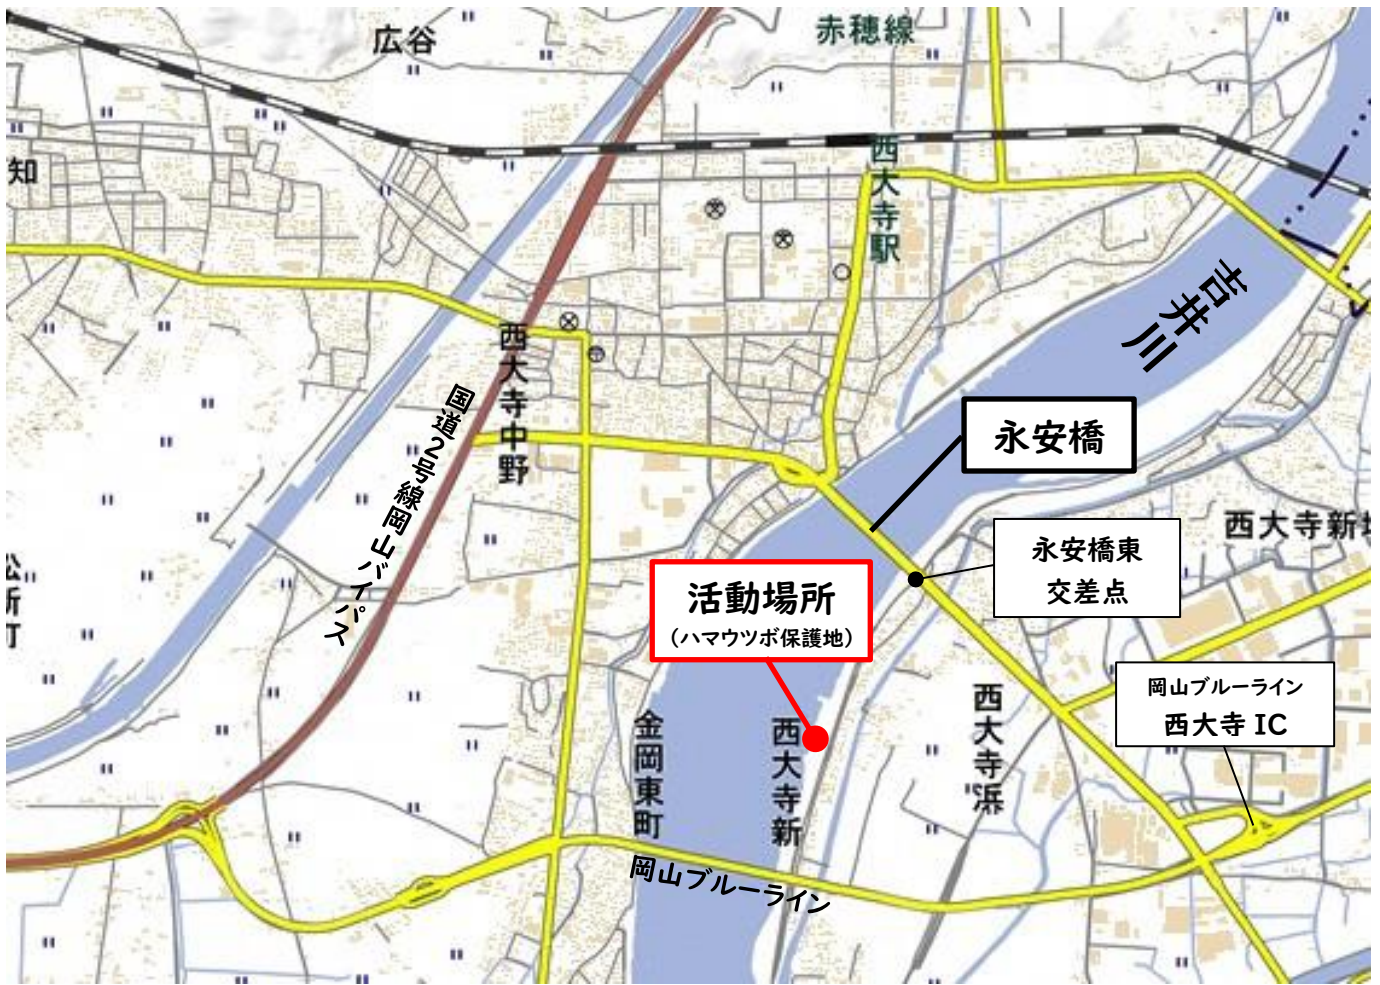 広谷
赤穂線
知
西大寺駅
吉井川
西大寺中野
国道2号線岡山バイパス
永安橋
永安橋東
交差点
西大寺新
活動場所
(ハマウツボ保護地)
岡山ブルーライン
西大寺 IC
西大寺浜
金岡東町
西大寺新
岡山ブルーライン